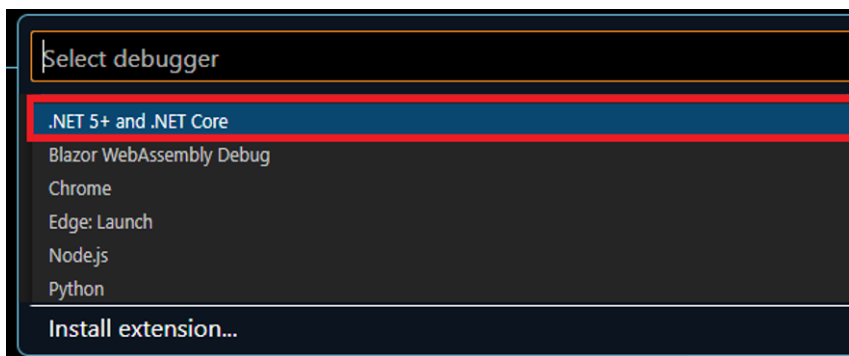 Select debugger
.NET 5+ and .NET Core
Blazor WebAssembly Debug
Chrome
Edge: Launch
Node.js
Python
Install extension...